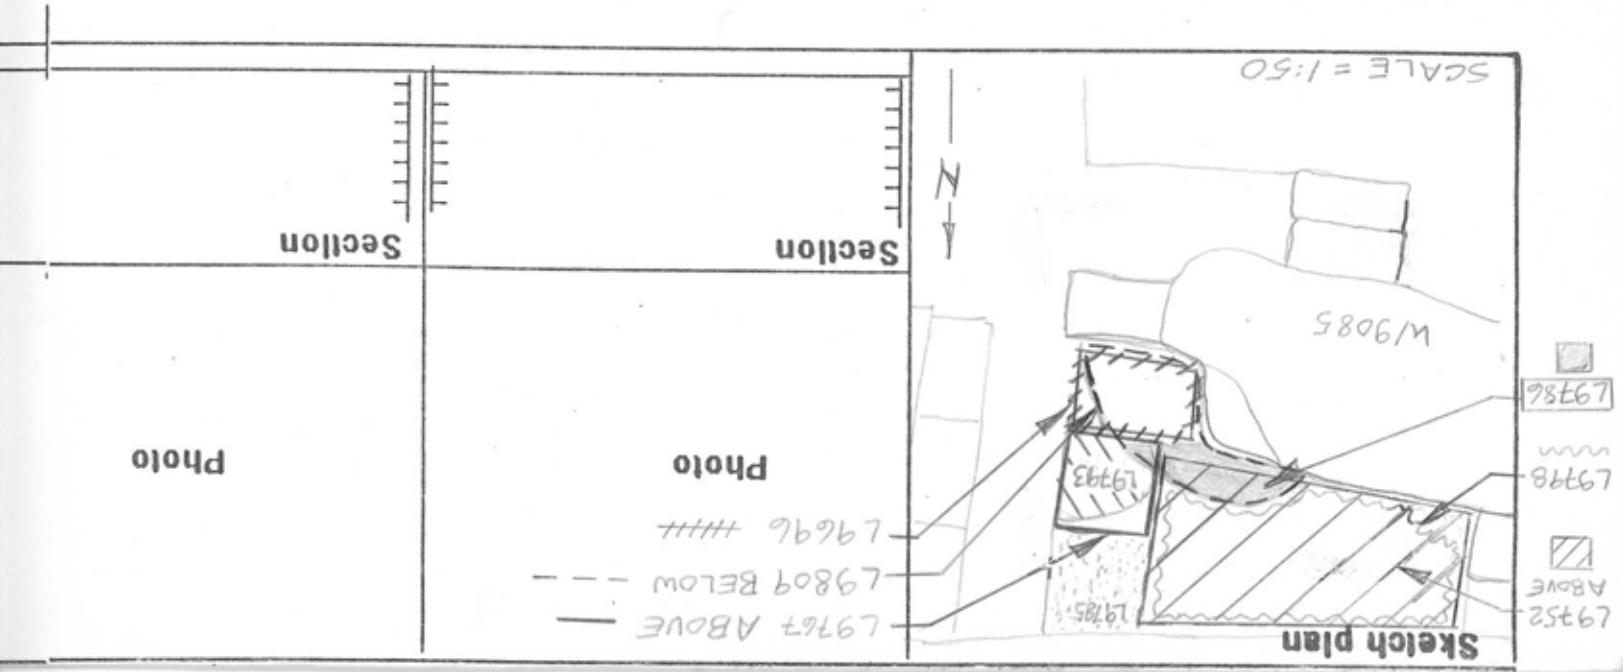 Sketch plan
L9752
ABOVE
L9798
L9786
L9785
L9793
W/9085
N
SCALE = 1:50
L9767 ABOVE
L9809 BELOW
L9696
Photo
Section
Photo
Section